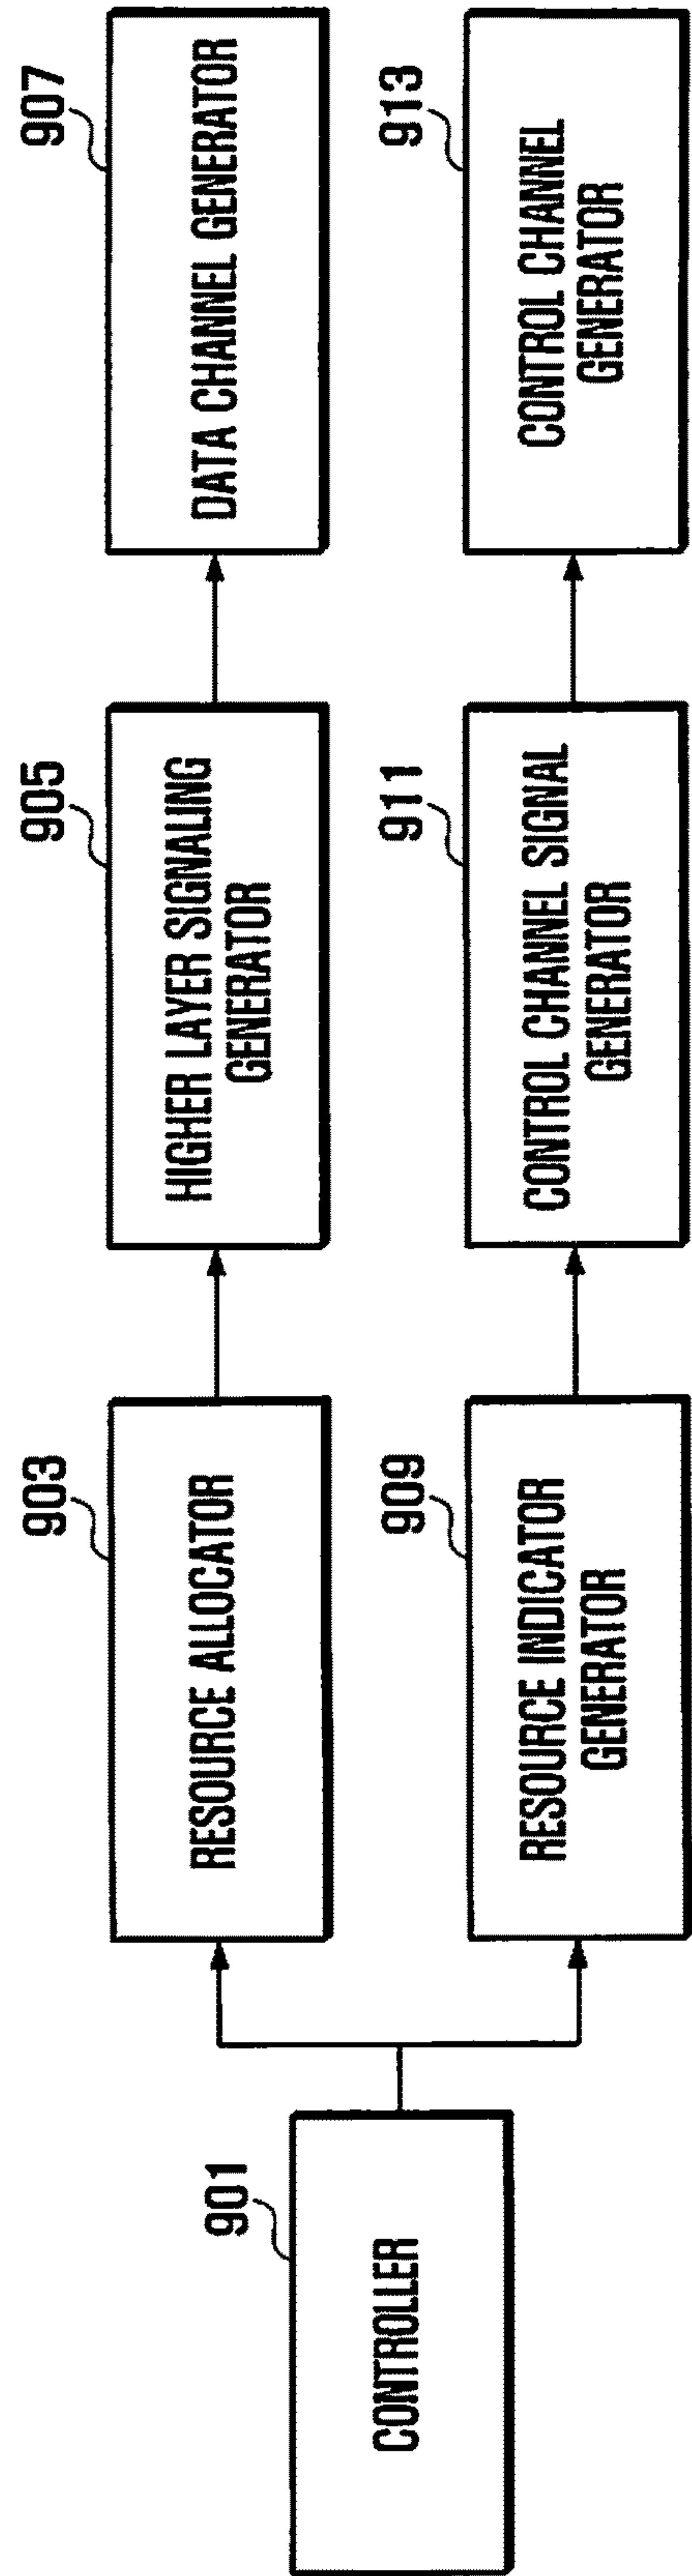 901
CONTROLLER
903
RESOURCE ALLOCATOR
905
HIGHER LAYER SIGNALING
GENERATOR
907
DATA CHANNEL GENERATOR
909
RESOURCE INDICATOR
GENERATOR
911
CONTROL CHANNEL SIGNAL
GENERATOR
913
CONTROL CHANNEL
GENERATOR